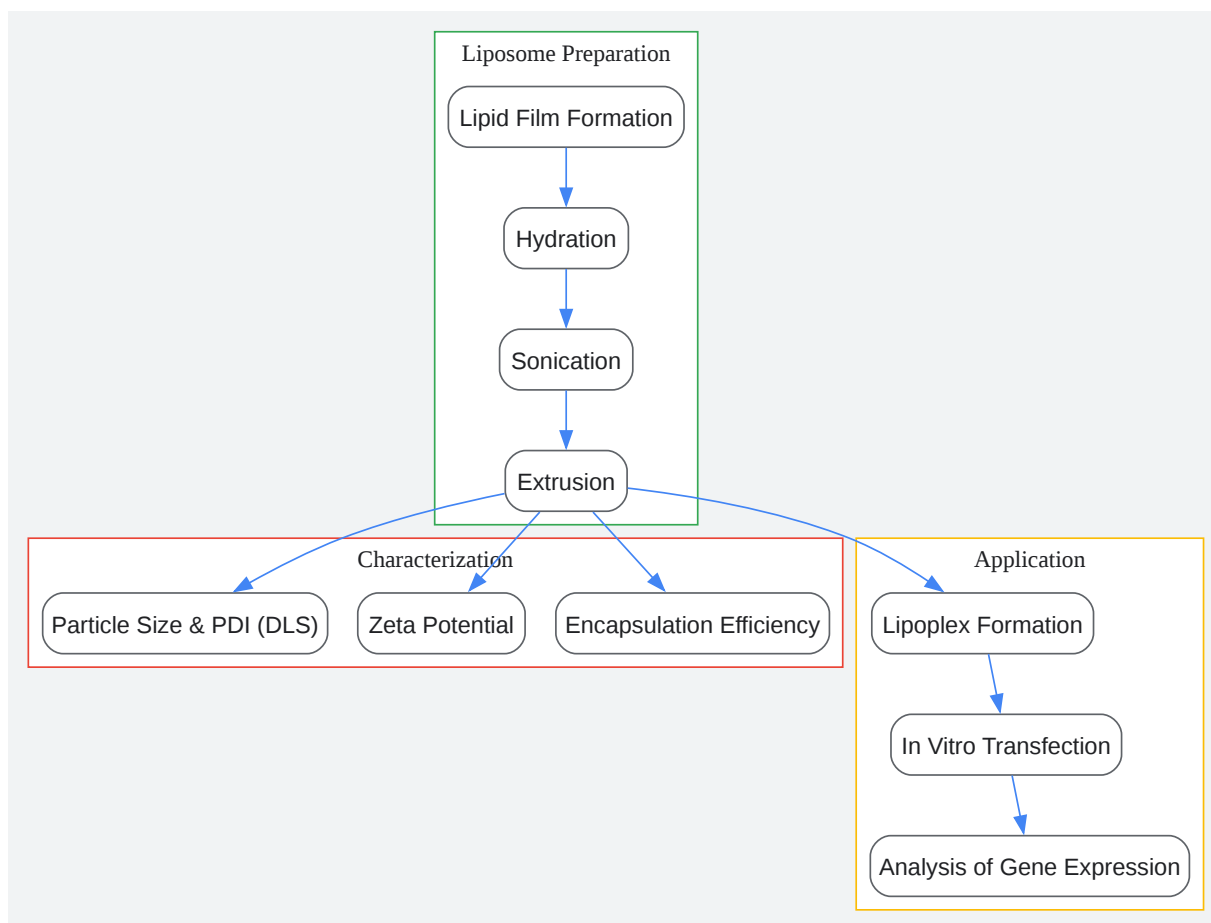 Liposome Preparation
Lipid Film Formation
Hydration
Sonication
Extrusion
Characterization
Particle Size & PDI (DLS)
Zeta Potential
Encapsulation Efficiency
Application
Lipoplex Formation
In Vitro Transfection
Analysis of Gene Expression